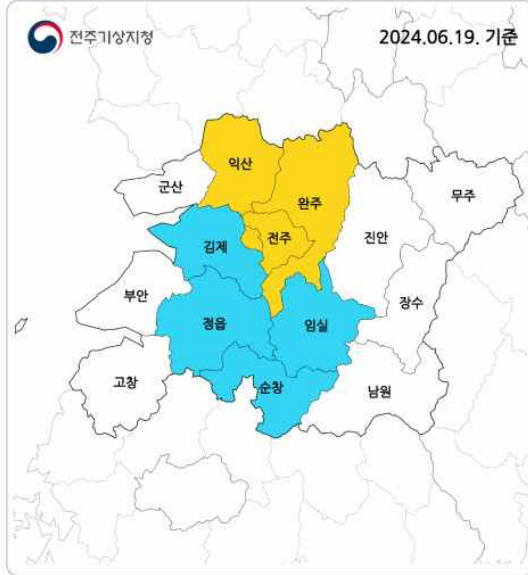 전주기상지청
2024.06.19. 기준
익산
군산
완주
무주
전주
진안
김제
부안
장수
정읍
임실
고창
순창
남원